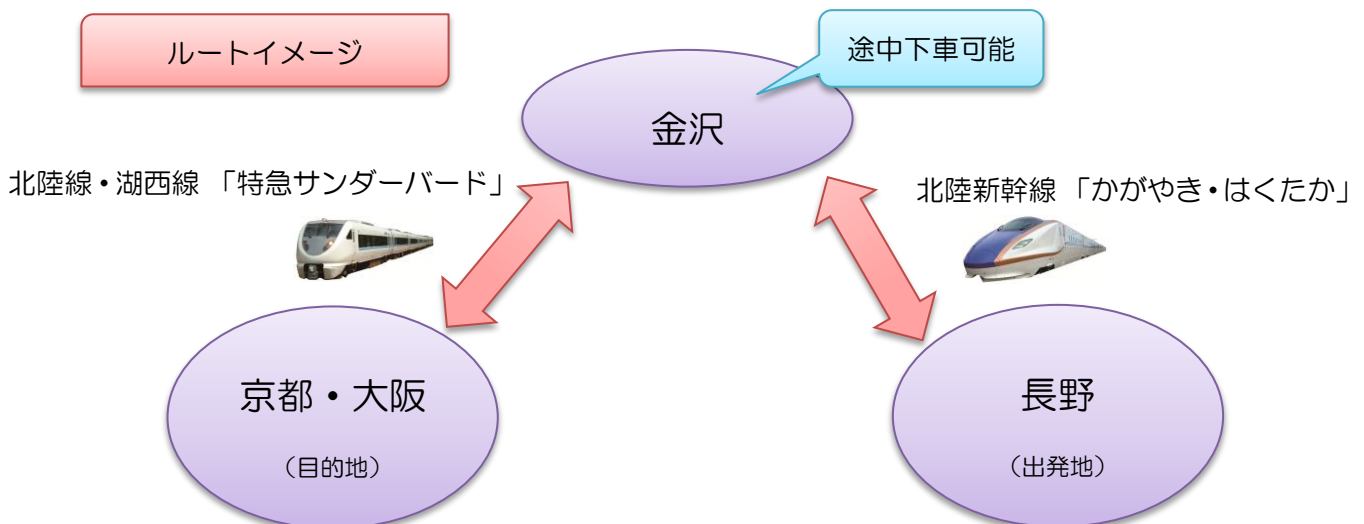 ルートイメージ
途中下車可能
金沢
北陸線・湖西線 「特急サンダーバード」
北陸新幹線 「かがやき・はくたか」
京都・大阪
（目的地）
長野
（出発地）